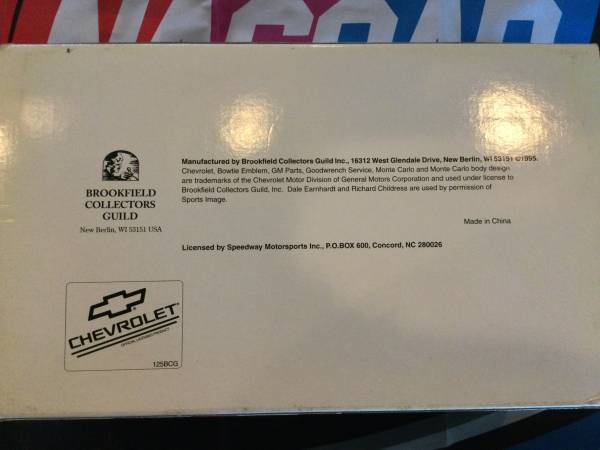 NASCAR
Manufactured by Brookfield Collectors Guild Inc., 16312 West Glendale Drive, New Berlin, WI 53151 ©1995.
Chevrolet, Bowtie Emblem, GM Parts, Goodwrench Service, Monte Carlo and Monte Carlo body design
are trademarks of the Chevrolet Motor Division of General Motors Corporation and used under license to
Brookfield Collectors Guild, Inc. Dale Earnhardt and Richard Childress are used by permission of
Sports Image.
BROOKFIELD
COLLECTORS
GUILD
New Berlin, WI 53151 USA
Made in China
Licensed by Speedway Motorsports Inc., P.O.BOX 600, Concord, NC 280026
CHEVROLET
OFFICIAL LICENSED PRODUCT
125BCG